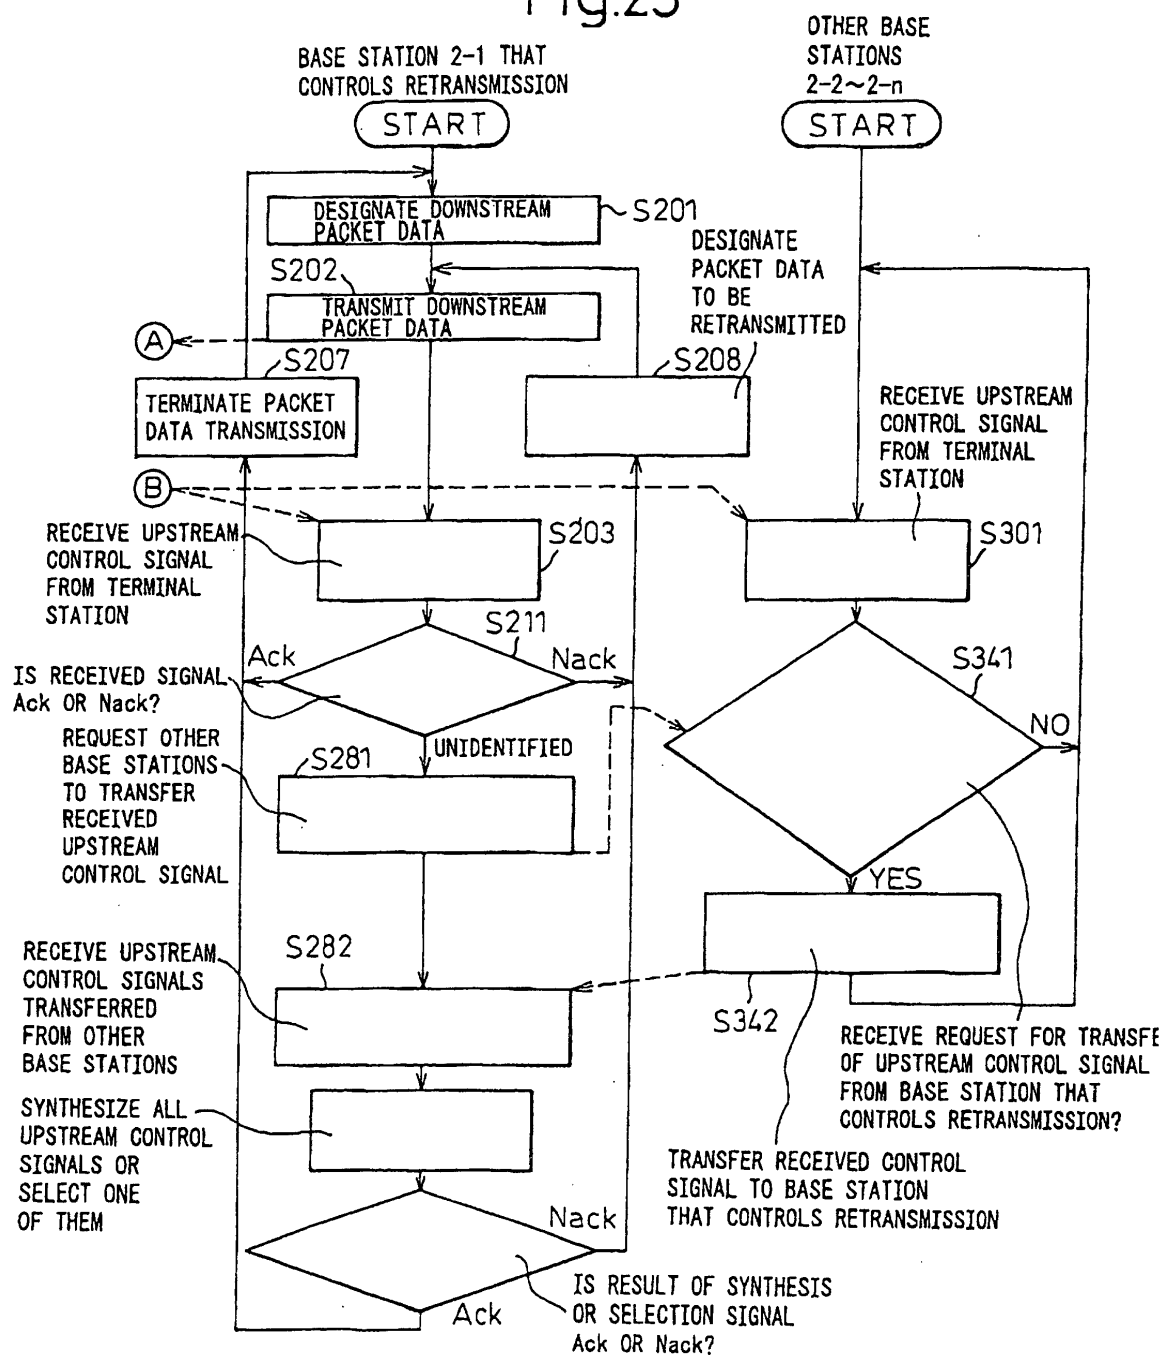 Fig.25
BASE STATION 2-1 THAT
CONTROLS RETRANSMISSION
START
OTHER BASE
STATIONS
2-2~2-n
START
DESIGNATE DOWNSTREAM
PACKET DATA
S201
S202
TRANSMIT DOWNSTREAM
PACKET DATA
DESIGNATE
PACKET DATA
TO BE
RETRANSMITTED
A
S207
TERMINATE PACKET
DATA TRANSMISSION
S208
RECEIVE UPSTREAM
CONTROL SIGNAL
FROM TERMINAL
STATION
B
RECEIVE UPSTREAM
CONTROL SIGNAL
FROM TERMINAL
STATION
S203
S301
S211
Ack
Nack
IS RECEIVED SIGNAL
Ack OR Nack?
UNIDENTIFIED
S341
NO
YES
REQUEST OTHER
BASE STATIONS
TO TRANSFER
RECEIVED
UPSTREAM
CONTROL SIGNAL
S281
RECEIVE UPSTREAM
CONTROL SIGNALS
TRANSFERRED
FROM OTHER
BASE STATIONS
S282
S342
RECEIVE REQUEST FOR TRANSFE
OF UPSTREAM CONTROL SIGNAL
FROM BASE STATION THAT
CONTROLS RETRANSMISSION?
SYNTHESIZE ALL
UPSTREAM CONTROL
SIGNALS OR
SELECT ONE
OF THEM
TRANSFER RECEIVED CONTROL
SIGNAL TO BASE STATION
THAT CONTROLS RETRANSMISSION
Nack
Ack
IS RESULT OF SYNTHESIS
OR SELECTION SIGNAL
Ack OR Nack?